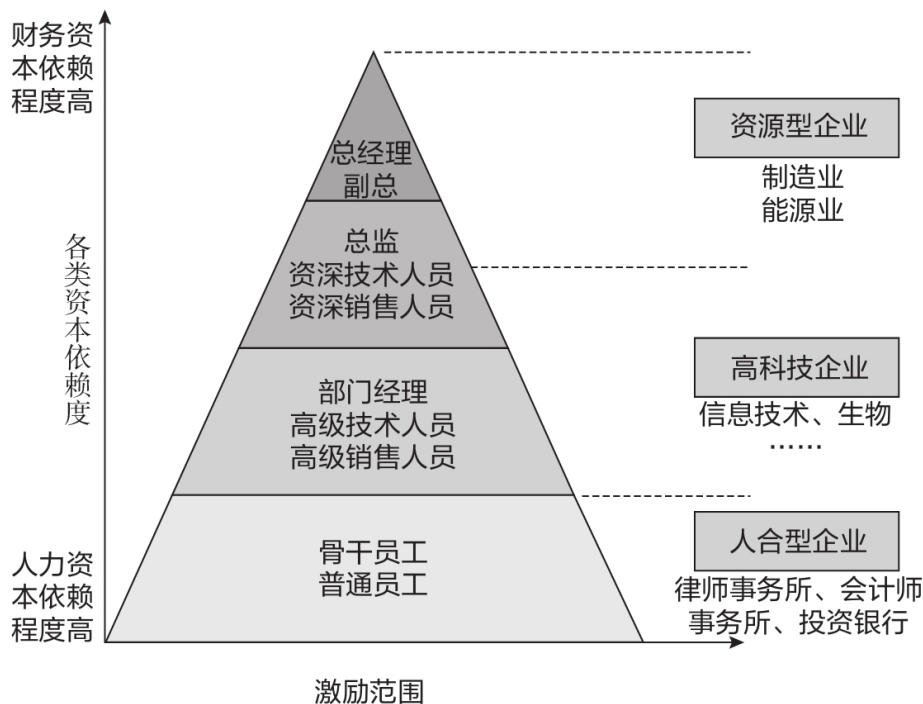 财务资
本依赖
程度高
各类资本依赖度
人力资
本依赖
程度高
总经理
副总
总监
资深技术人员
资深销售人员
部门经理
高级技术人员
高级销售人员
骨干员工
普通员工
资源型企业
制造业
能源业
高科技企业
信息技术、生物
……
人合型企业
律师事务所、会计师
事务所、投资银行
激励范围